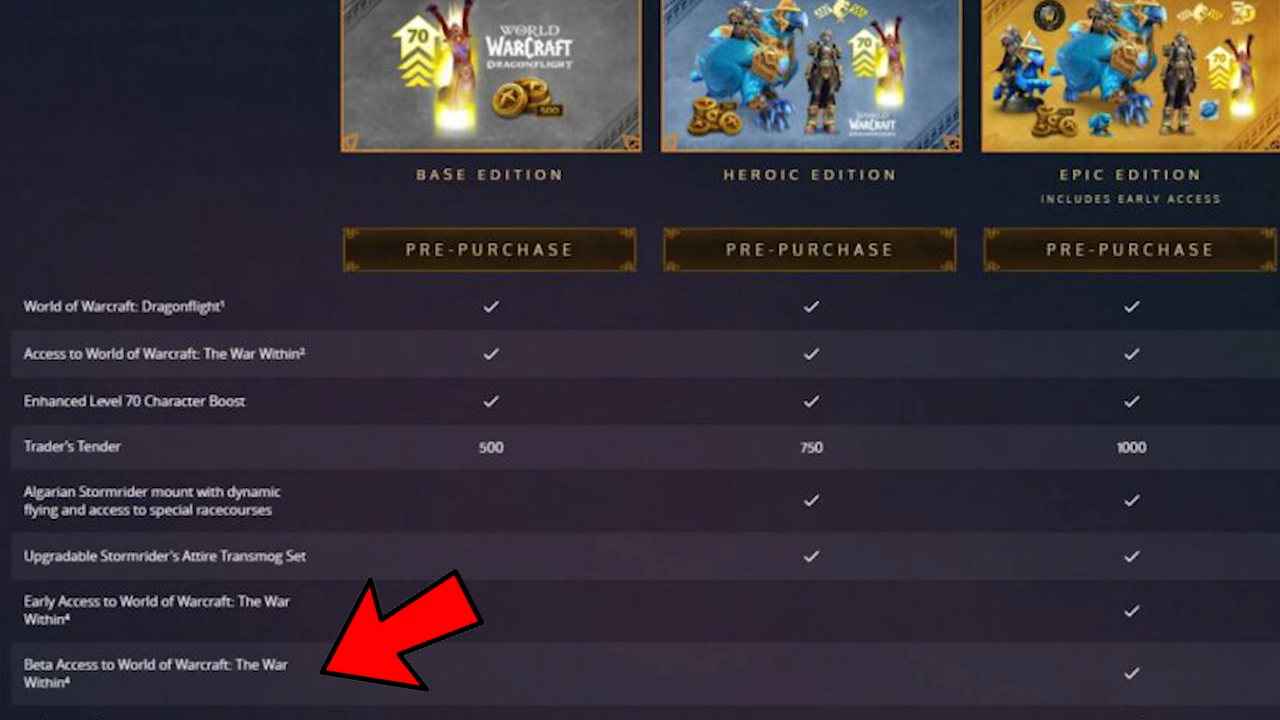 70
WORLD
WARCRAFT
DRAGONFLIGHT
500
70
WARCRAFT
BASE EDITION
HEROIC EDITION
EPIC EDITION
INCLUDES EARLY ACCESS
PRE-PURCHASE
PRE-PURCHASE
PRE-PURCHASE
World of Warcraft: Dragonflight¹
Access to World of Warcraft: The War Within²
Enhanced Level 70 Character Boost
Trader's Tender 500 750 1000
Algarian Stormrider mount with dynamic
flying and access to special racecourses
Upgradable Stormrider's Attire Transmog Set
Early Access to World of Warcraft: The War
Within⁴
Beta Access to World of Warcraft: The War
Within⁴